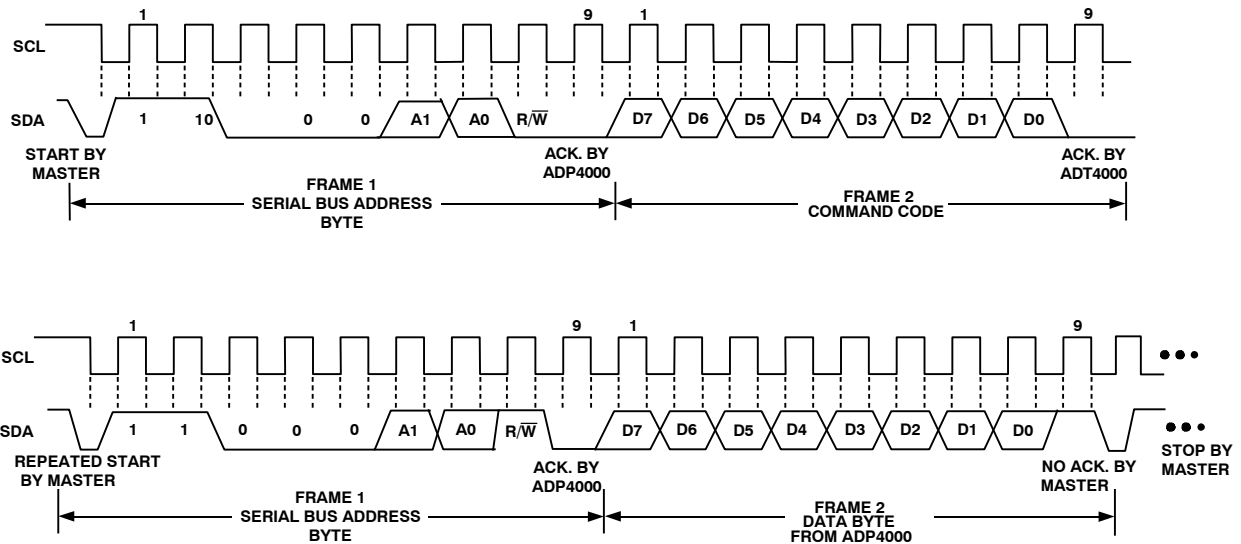 1 9 1 9
SCL
SDA 1 10 0 0 A1 A0 R/W D7 D6 D5 D4 D3 D2 D1 D0
START BY
MASTER
ACK. BY
ADP4000
ACK. BY
ADT4000
FRAME 1
SERIAL BUS ADDRESS
BYTE
FRAME 2
COMMAND CODE
1 9 1 9
SCL
SDA 1 1 0 0 0 A1 A0 R/W D7 D6 D5 D4 D3 D2 D1 D0
REPEATED START
BY MASTER
ACK. BY
ADP4000
NO ACK. BY
MASTER
STOP BY
MASTER
FRAME 1
SERIAL BUS ADDRESS
BYTE
FRAME 2
DATA BYTE
FROM ADP4000